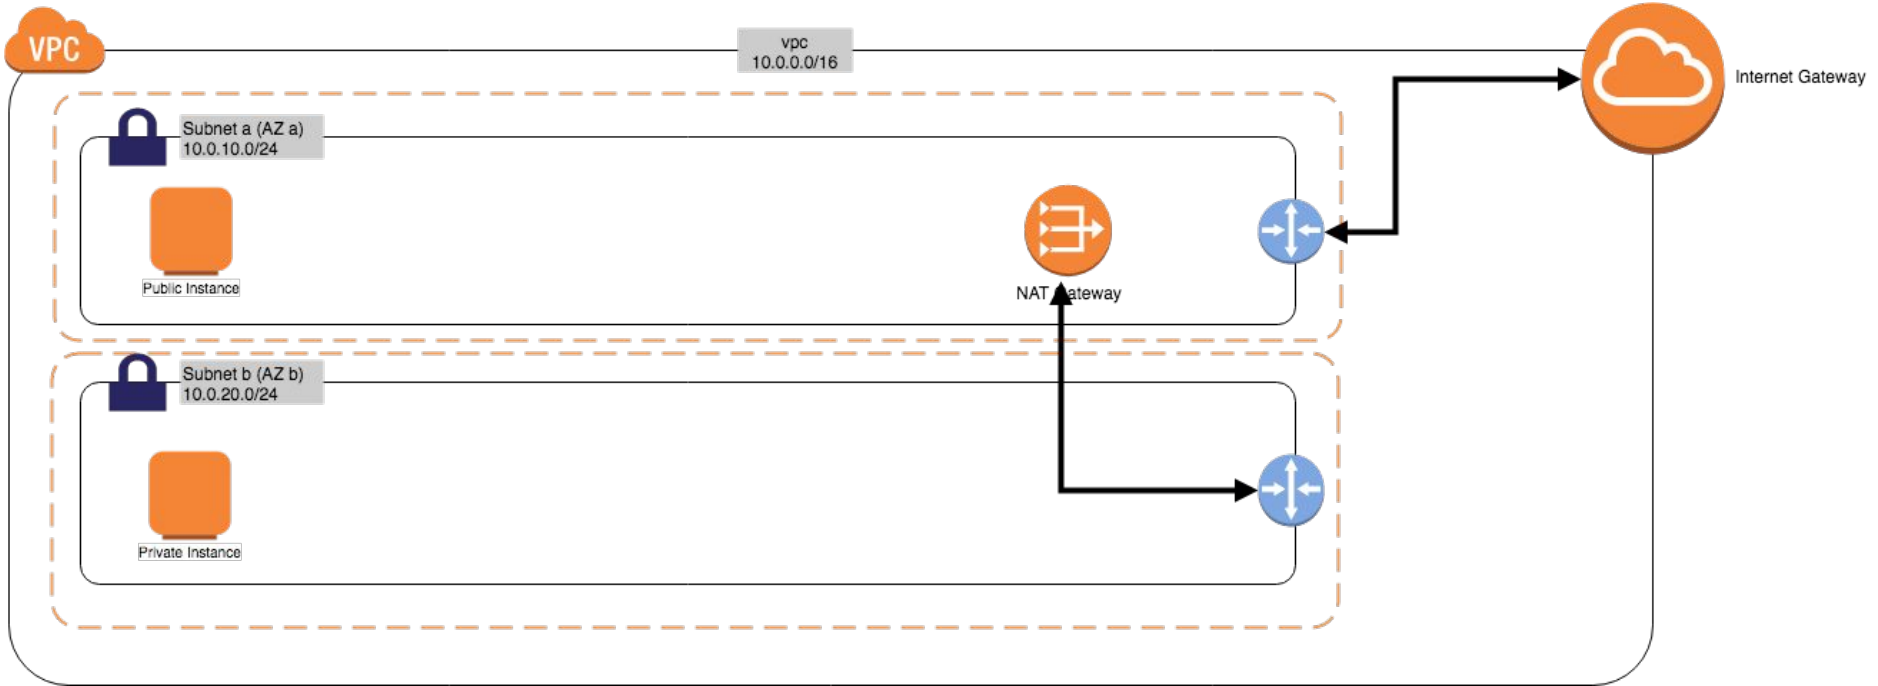 VPC
vpc
10.0.0.0/16
Internet Gateway
Subnet a (AZ a)
10.0.10.0/24
Public Instance
NAT Gateway
Subnet b (AZ b)
10.0.20.0/24
Private Instance